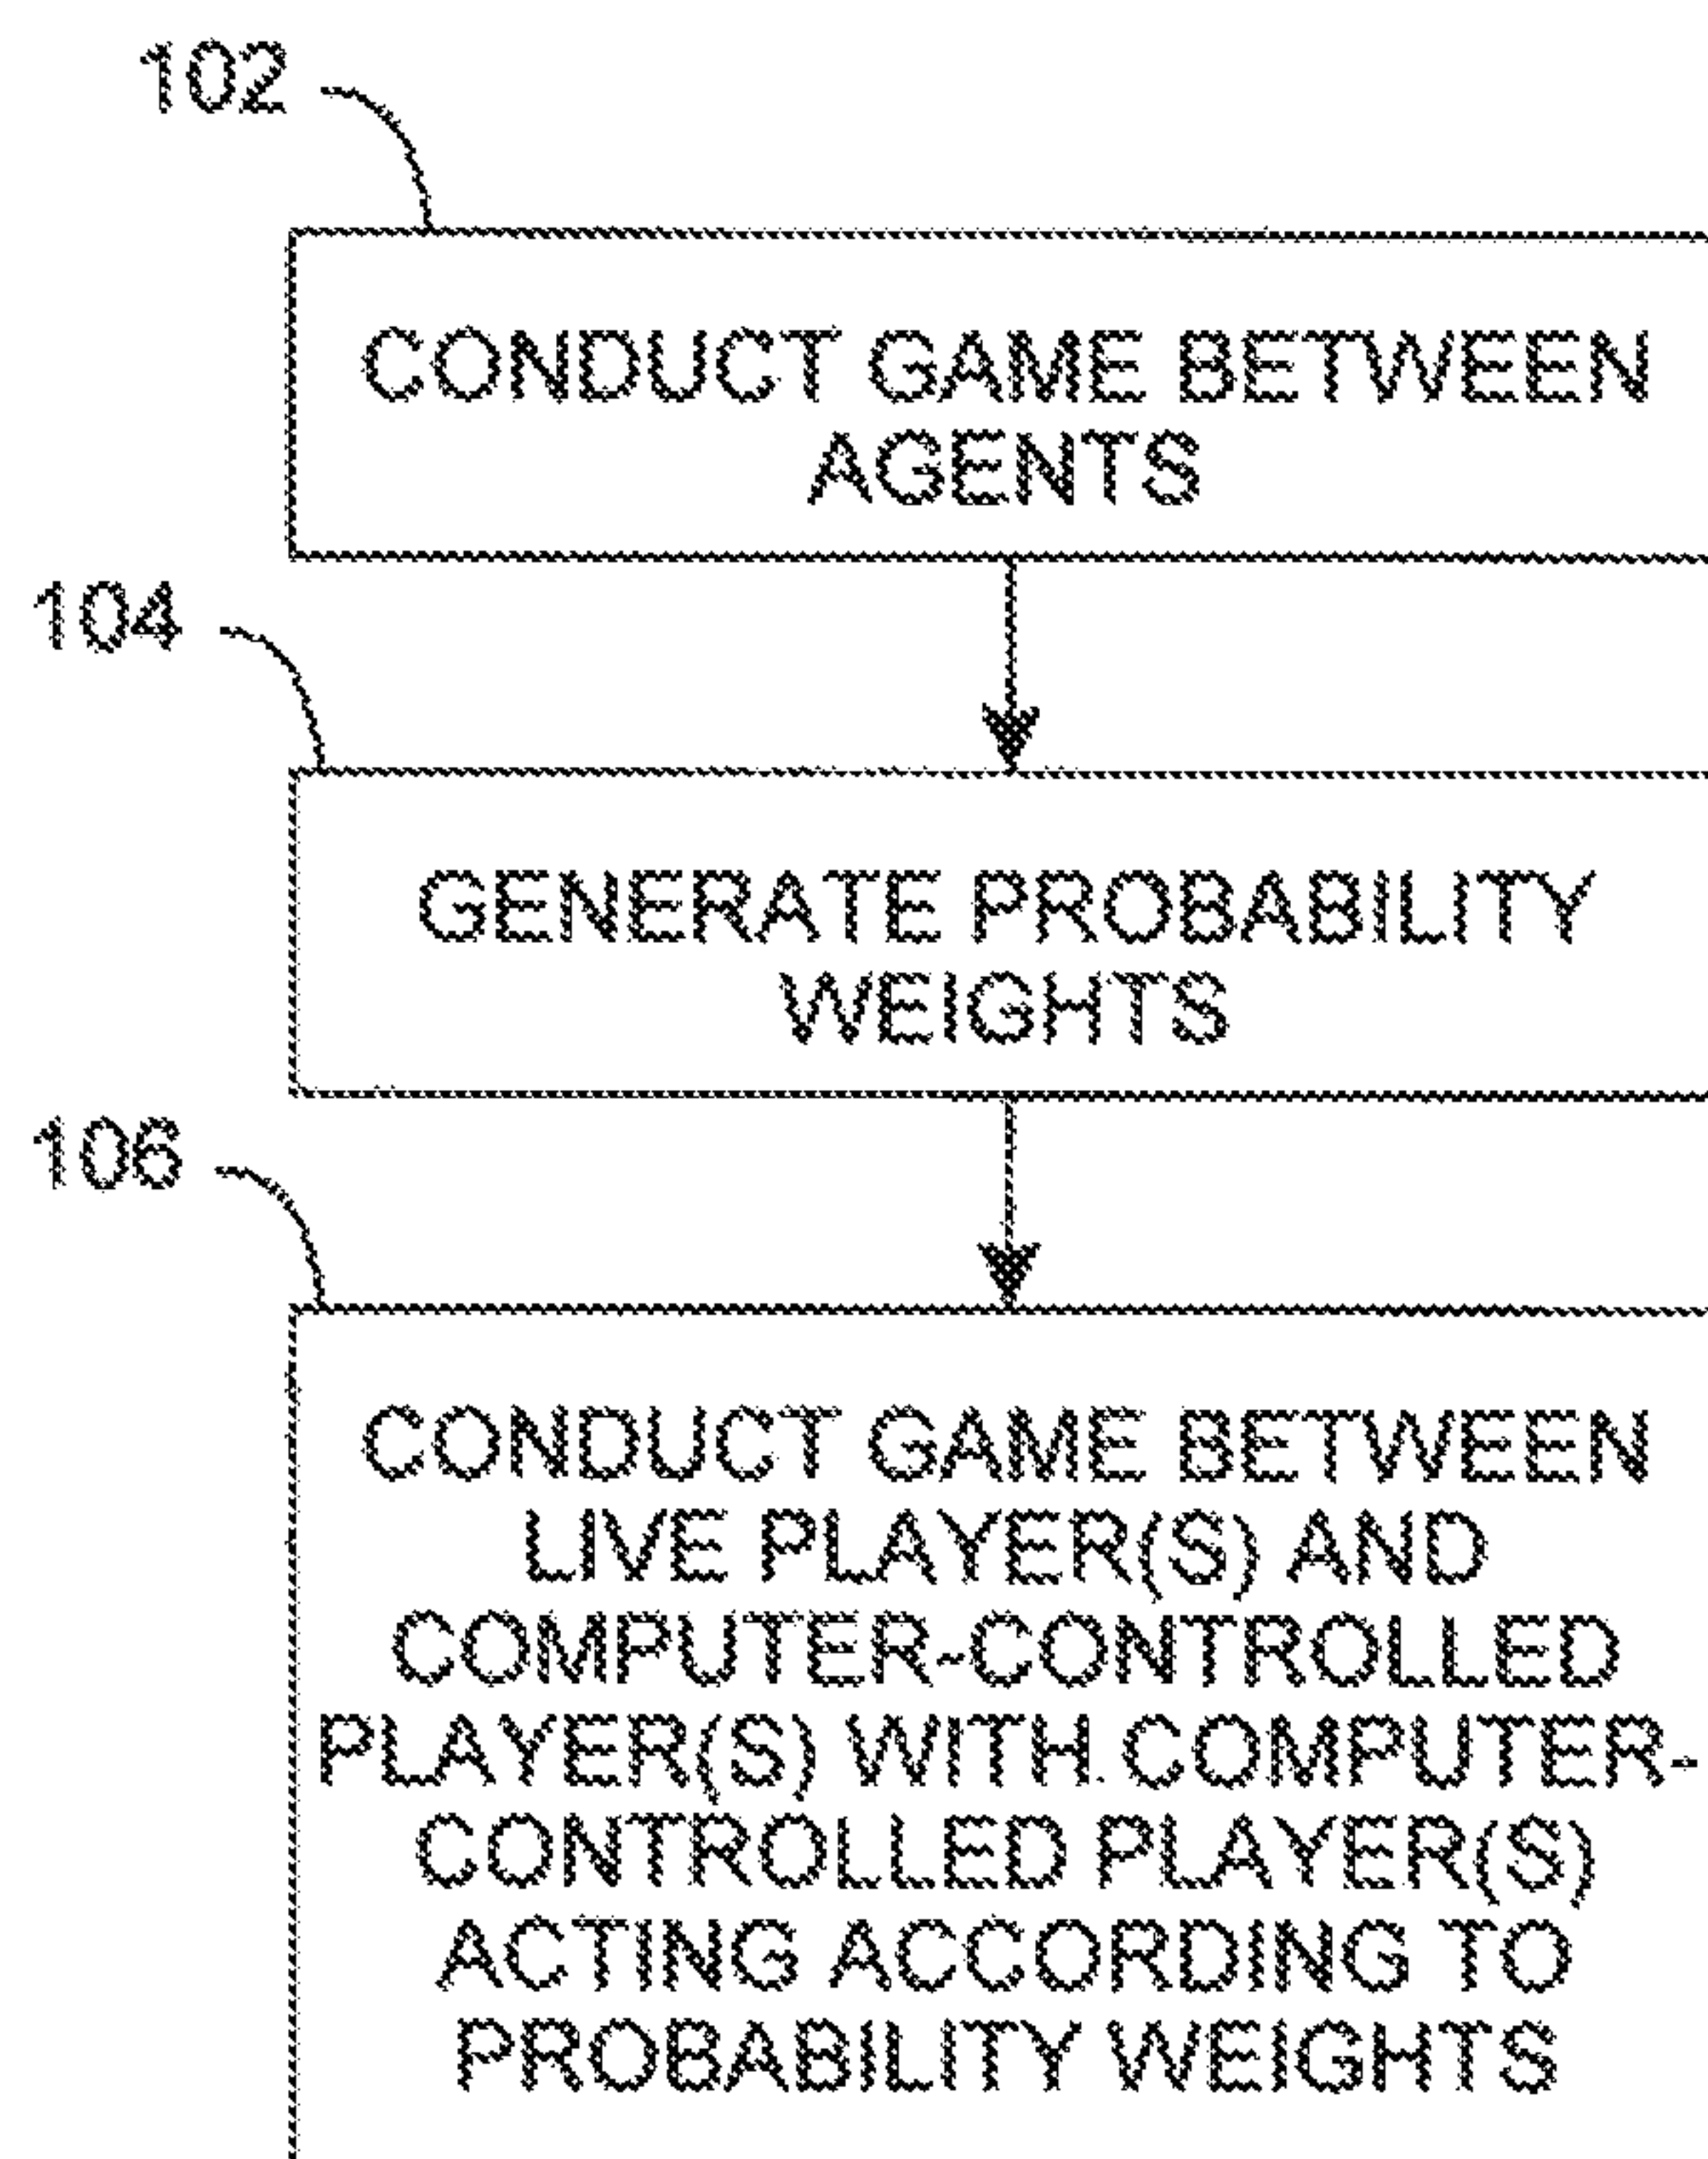 102
CONDUCT GAME BETWEEN
AGENTS
104
GENERATE PROBABILITY
WEIGHTS
106
CONDUCT GAME BETWEEN
LIVE PLAYER(S) AND
COMPUTER-CONTROLLED
PLAYER(S) WITH COMPUTER-
CONTROLLED PLAYER(S)
ACTING ACCORDING TO
PROBABILITY WEIGHTS